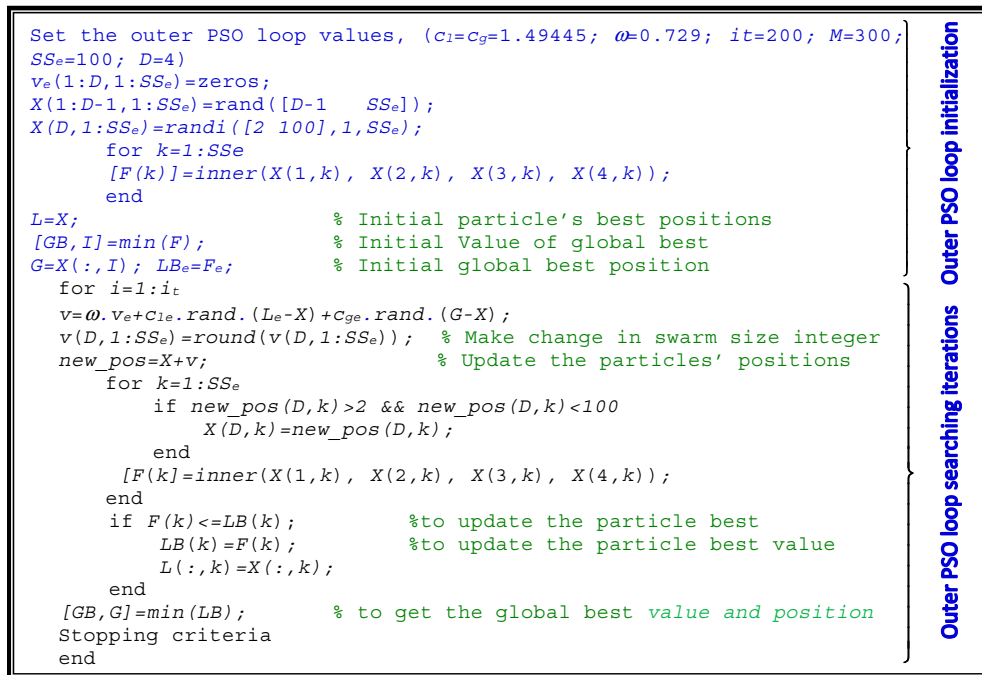 Set the outer PSO loop values, (c1=cg=1.49445; ω=0.729; it=200; M=300;
SSe=100; D=4)
ve(1:D,1:SSe)=zeros;
X(1:D-1,1:SSe)=rand([D-1 SSe]);
X(D,1:SSe)=randi([2 100],1,SSe);
for k=1:SSe
[F(k)]=inner(X(1,k), X(2,k), X(3,k), X(4,k));
end
L=X; % Initial particle's best positions
[GB,I]=min(F); % Initial Value of global best
G=X(:,I); LBe=Fe; % Initial global best position
for i=1:it
v=ω.ve+cle.rand.(Le-X)+cge.rand.(G-X);
v(D,1:SSe)=round(v(D,1:SSe)); % Make change in swarm size integer
new_pos=X+v; % Update the particles' positions
for k=1:SSe
if new_pos(D,k)>2 && new_pos(D,k)<100
X(D,k)=new_pos(D,k);
end
[F(k]=inner(X(1,k), X(2,k), X(3,k), X(4,k));
end
if F(k)<=LB(k); %to update the particle best
LB(k)=F(k); %to update the particle best value
L(:,k)=X(:,k);
end
[GB,G]=min(LB); % to get the global best value and position
Stopping criteria
end
Outer PSO loop initialization
Outer PSO loop searching iterations